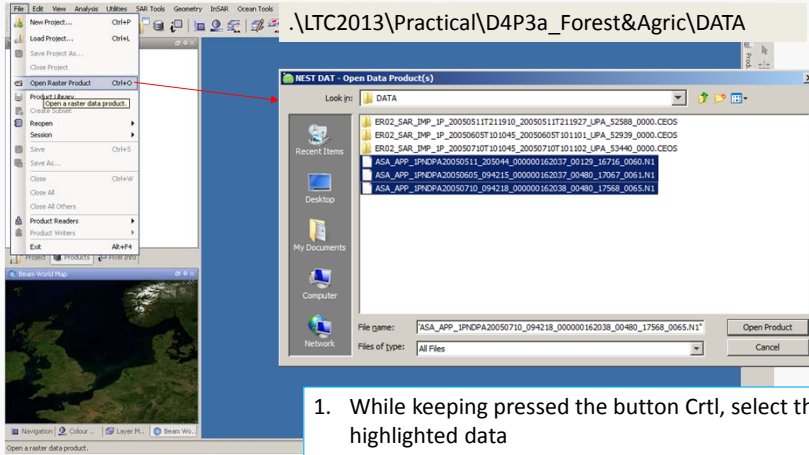 File Edit View Analysis Utilities SAR Tools Geometry InSAR Ocean Tools
.\LTC2013\Practical\D4P3a_Forest&Agric\DATA
New Project... Ctrl+P
Load Project... Ctrl+L
Save Project As...
Close Project
Open Raster Product Ctrl+O
Product Library
Open a raster data product.
Create Subset
Reopen
Session
Save Ctrl+S
Save As...
Close Ctrl+W
Close All
Close All Others
Product Readers
Product Writers
Exit Alt+F4
Project Products Pixel Info
Beam World Map
Navigation Colour ... Layer M... Beam Wo...
Open a raster data product.
Prod.
NEST DAT - Open Data Product(s)
Look in: DATA
Recent Items
Desktop
My Documents
Computer
Network
ER02_SAR_IMP_1P_20050511T211910_20050511T211927_UPA_52588_0000.CEOS
ER02_SAR_IMP_1P_20050605T101045_20050605T101101_UPA_52939_0000.CEOS
ER02_SAR_IMP_1P_20050710T101045_20050710T101102_UPA_53440_0000.CEOS
ASA_APP_1PNDPA20050511_205044_000000162037_00129_16716_0060.N1
ASA_APP_1PNDPA20050605_094215_000000162037_00480_17067_0061.N1
ASA_APP_1PNDPA20050710_094218_000000162038_00480_17568_0065.N1
File name: "ASA_APP_1PNDPA20050710_094218_000000162038_00480_17568_0065.N1" Open Product
Files of type: All Files Cancel
1. While keeping pressed the button Crtl, select th
highlighted data